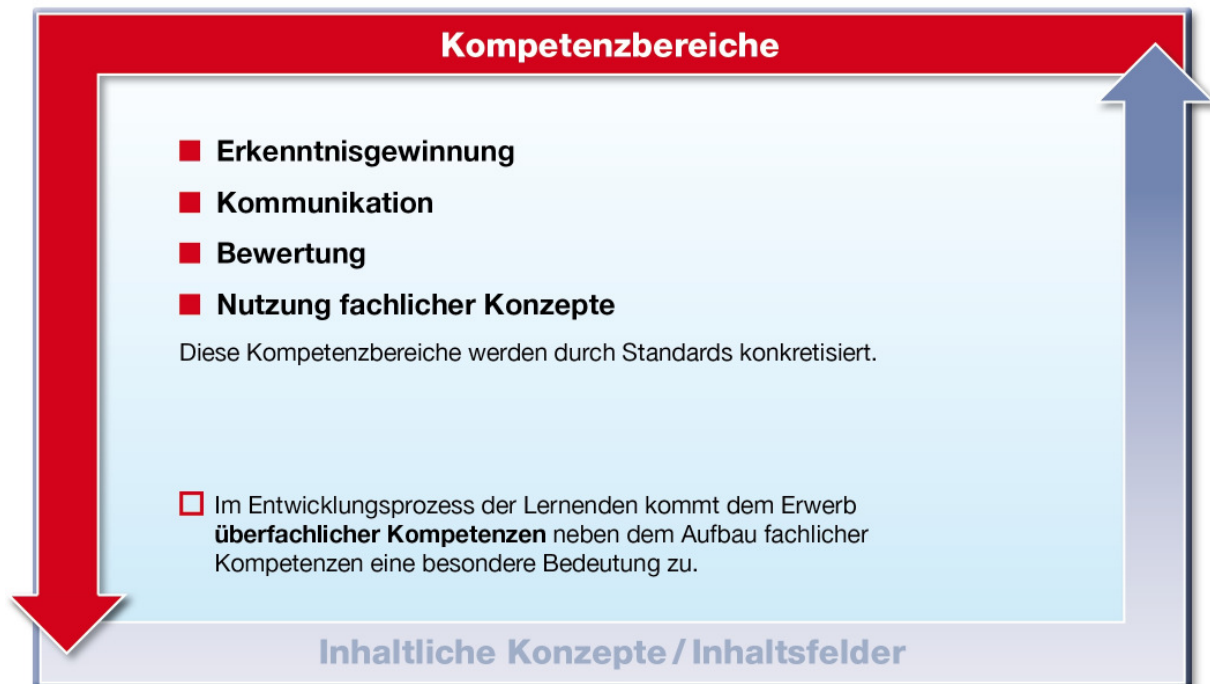 Kompetenzbereiche
Erkenntnisgewinnung
Kommunikation
Bewertung
Nutzung fachlicher Konzepte
Diese Kompetenzbereiche werden durch Standards konkretisiert.
Im Entwicklungsprozess der Lernenden kommt dem Erwerb
überfachlicher Kompetenzen neben dem Aufbau fachlicher
Kompetenzen eine besondere Bedeutung zu.
Inhaltliche Konzepte / Inhaltsfelder